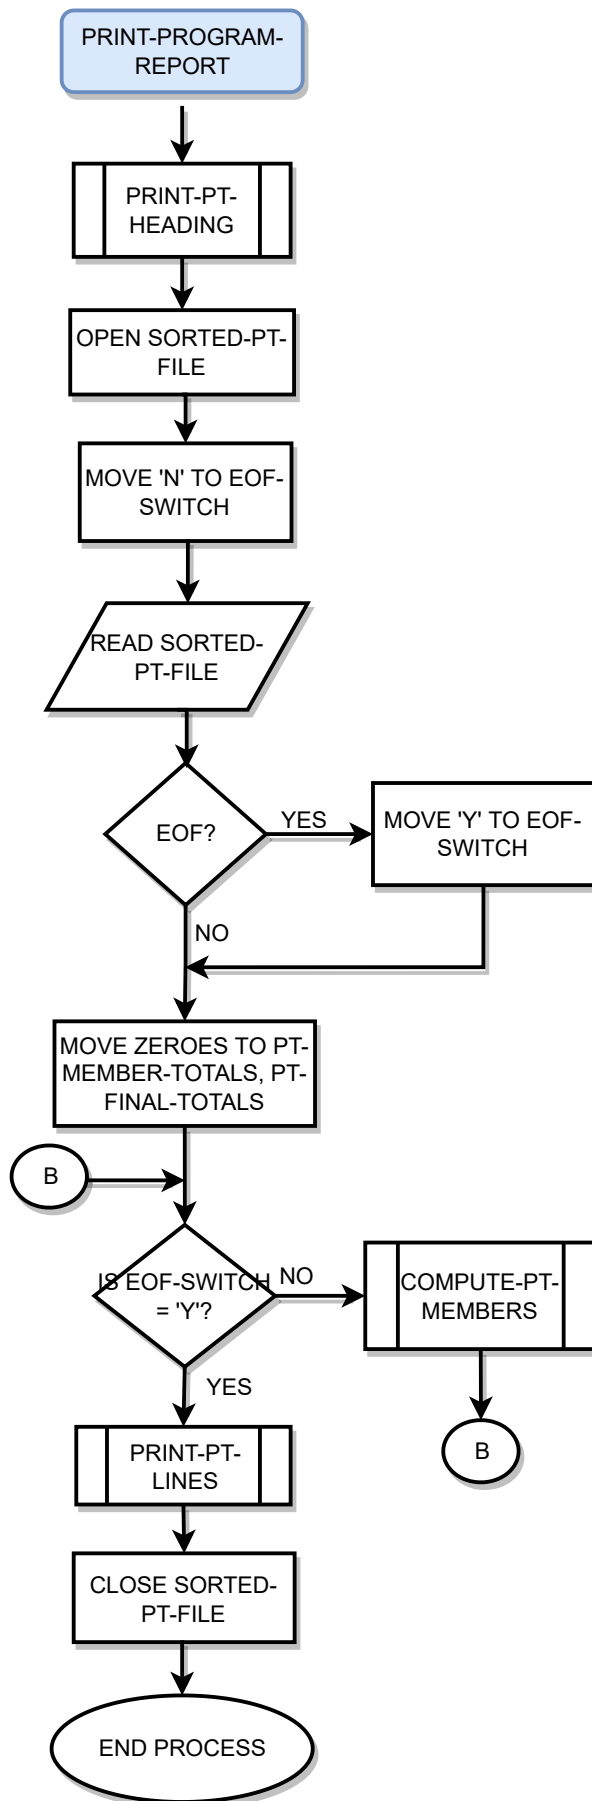 PRINT-PROGRAM-
REPORT
PRINT-PT-
HEADING
OPEN SORTED-PT-
FILE
MOVE 'N' TO EOF-
SWITCH
READ SORTED-
PT-FILE
EOF?
YES
MOVE 'Y' TO EOF-
SWITCH
NO
MOVE ZEROES TO PT-
MEMBER-TOTALS, PT-
FINAL-TOTALS
B
IS EOF-SWITCH
= 'Y'?
NO
COMPUTE-PT-
MEMBERS
YES
B
PRINT-PT-
LINES
CLOSE SORTED-
PT-FILE
END PROCESS